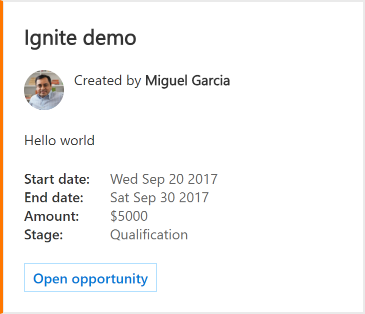 Ignite demo
Created by Miguel Garcia
Hello world
Start date: Wed Sep 20 2017
End date: Sat Sep 30 2017
Amount: $5000
Stage: Qualification
Open opportunity